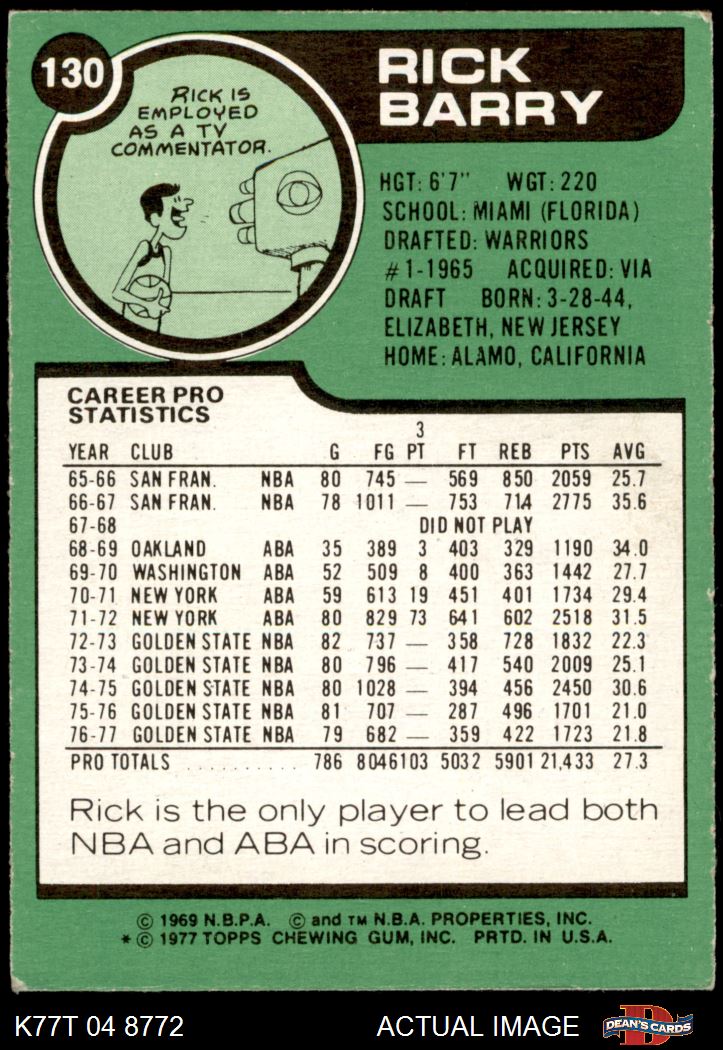 130
RICK IS
EMPLOYED
AS A TV
COMMENTATOR.
RICK
BARRY
HGT: 6'7" WGT: 220
SCHOOL: MIAMI (FLORIDA)
DRAFTED: WARRIORS
#1-1965 ACQUIRED: VIA
DRAFT BORN: 3-28-44,
ELIZABETH, NEW JERSEY
HOME: ALAMO, CALIFORNIA
CAREER PRO
STATISTICS
YEAR CLUB G FG 3 PT FT REB PTS AVG
65-66 SAN FRAN. NBA 80 745 — 569 850 2059 25.7
66-67 SAN FRAN. NBA 78 1011 — 753 714 2775 35.6
67-68 DID NOT PLAY
68-69 OAKLAND ABA 35 389 3 403 329 1190 34.0
69-70 WASHINGTON ABA 52 509 8 400 363 1442 27.7
70-71 NEW YORK ABA 59 613 19 451 401 1734 29.4
71-72 NEW YORK ABA 80 829 73 641 602 2518 31.5
72-73 GOLDEN STATE NBA 82 737 — 358 728 1832 22.3
73-74 GOLDEN STATE NBA 80 796 — 417 540 2009 25.1
74-75 GOLDEN STATE NBA 80 1028 — 394 456 2450 30.6
75-76 GOLDEN STATE NBA 81 707 — 287 496 1701 21.0
76-77 GOLDEN STATE NBA 79 682 — 359 422 1723 21.8
PRO TOTALS .......... 786 8046 103 5032 5901 21,433 27.3
Rick is the only player to lead both
NBA and ABA in scoring.
© 1969 N.B.P.A. © and TM N.B.A. PROPERTIES, INC.
* © 1977 TOPPS CHEWING GUM, INC. PRTD. IN U.S.A.
K77T 04 8772 ACTUAL IMAGE D DEAN'S CARDS